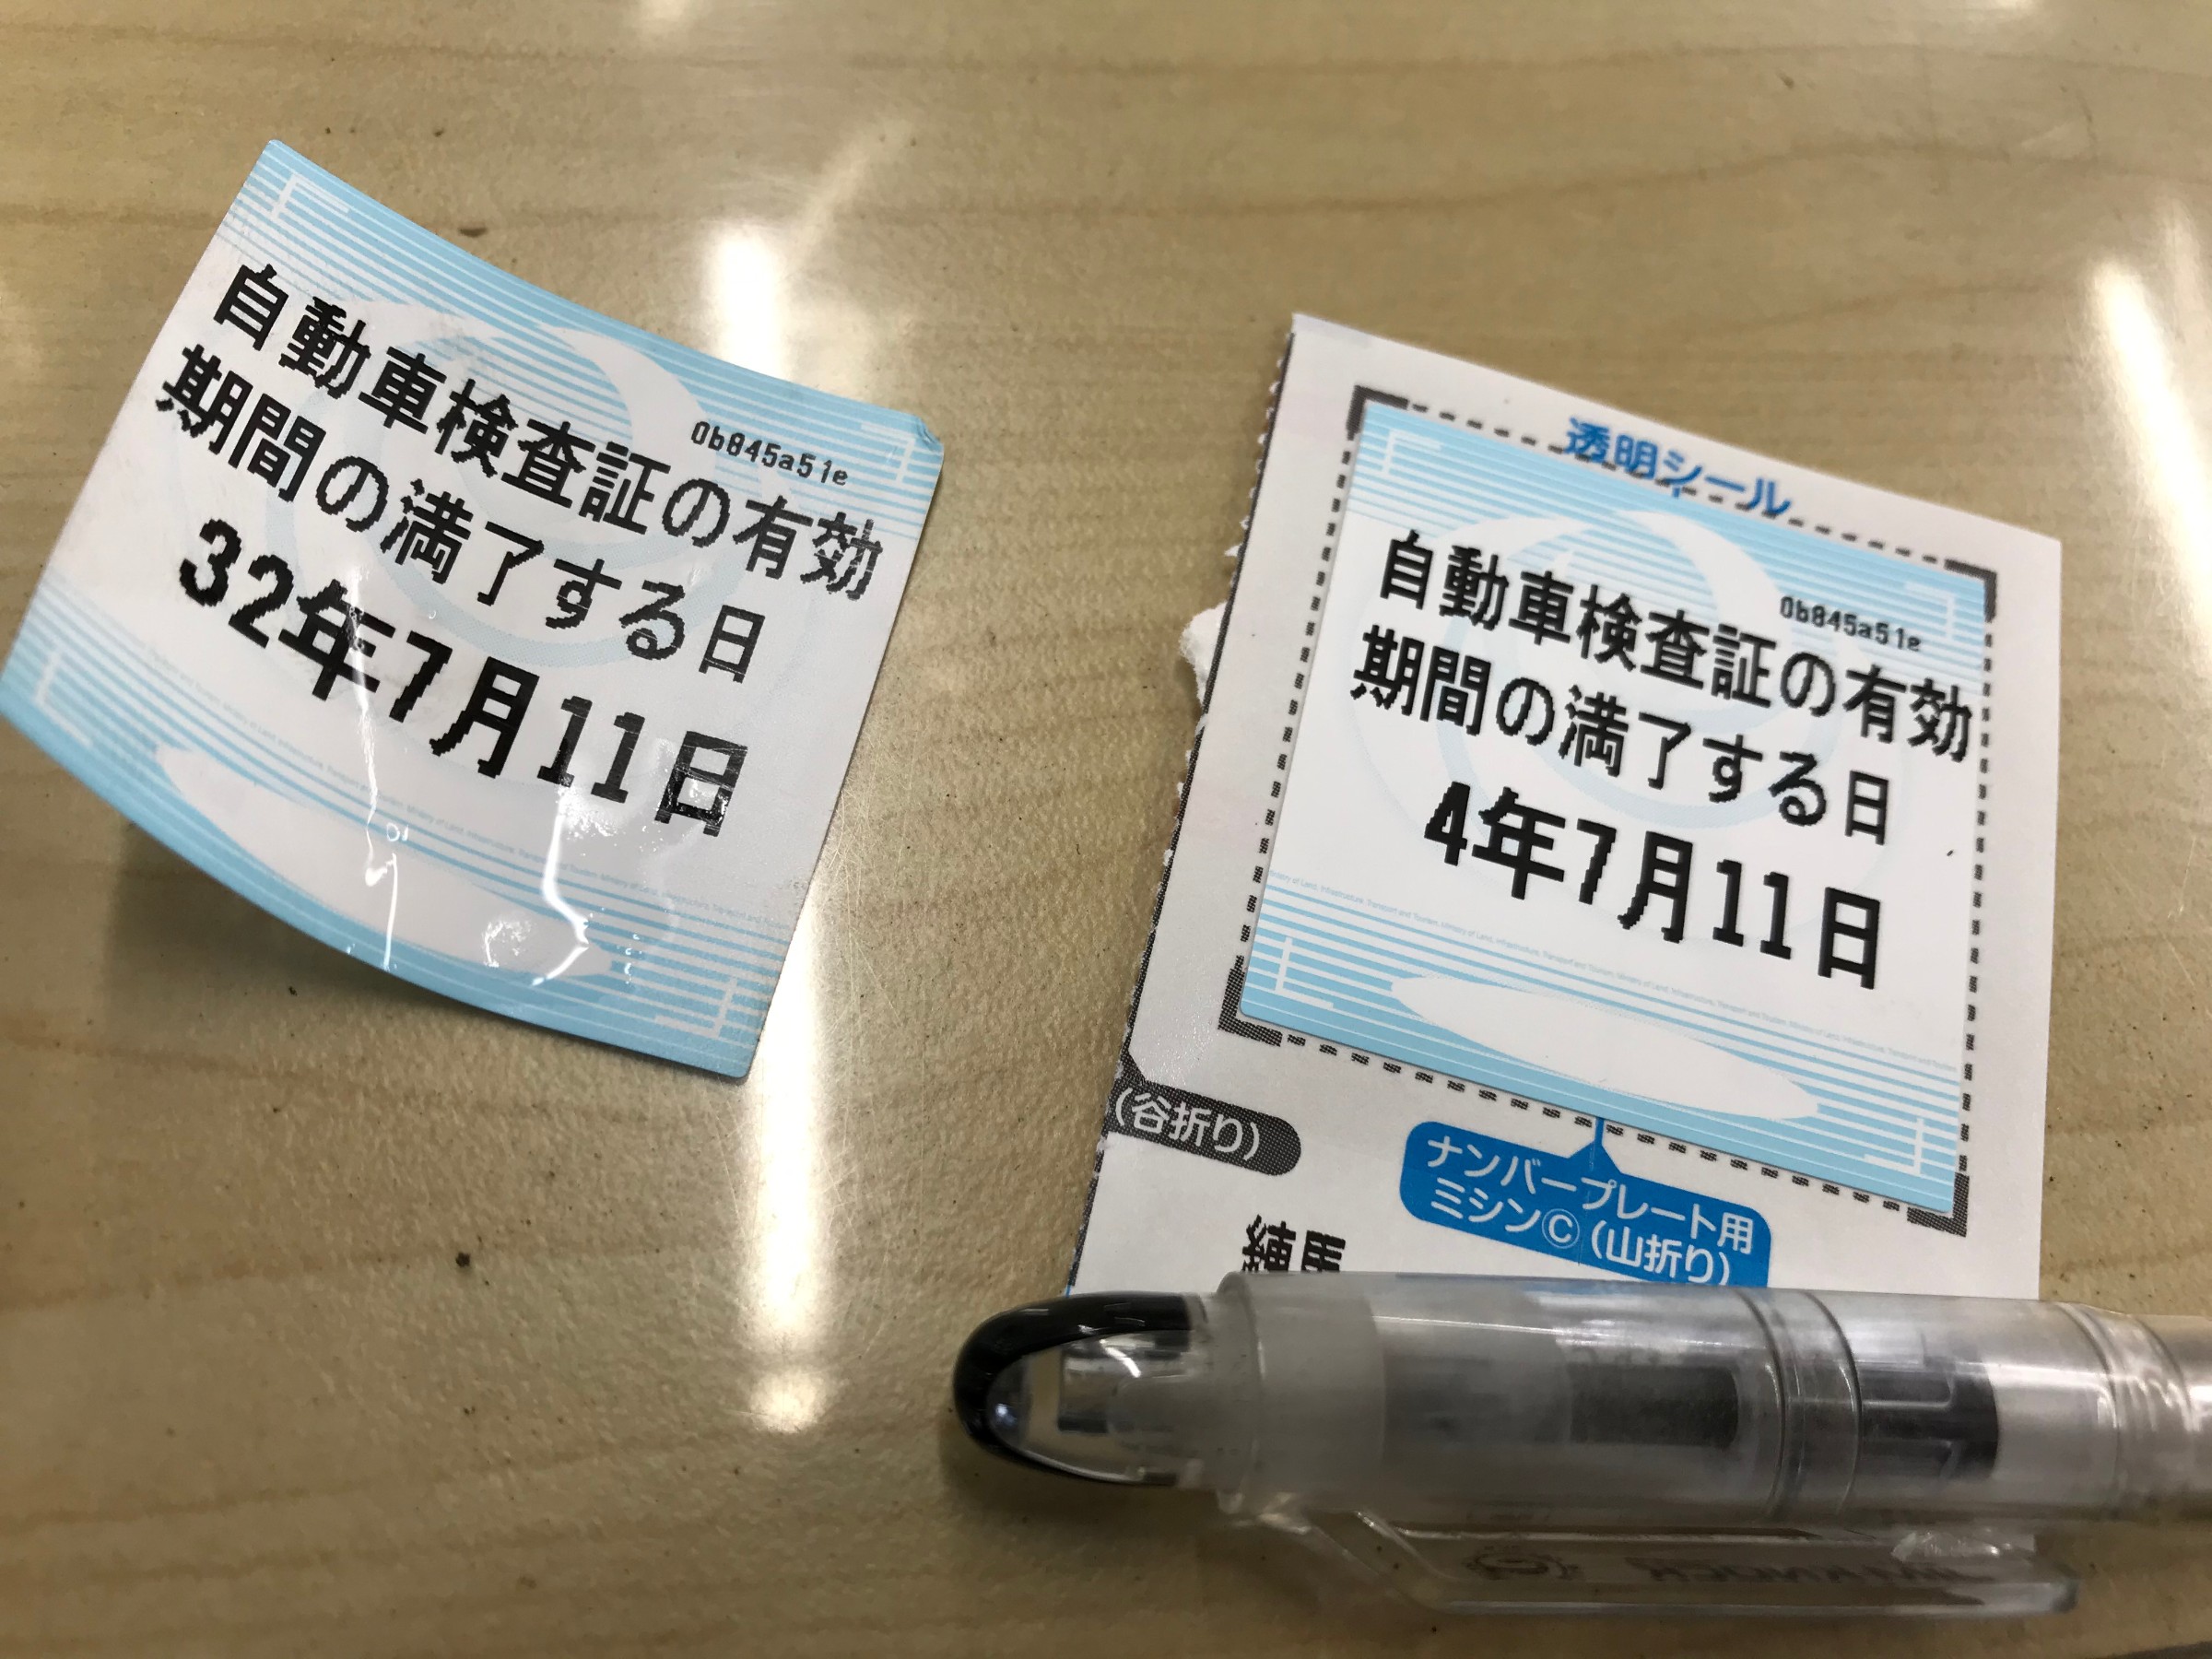 0b845a51e
自動車検査証の有効
期間の満了する日
32年7月11日
透明シール
0b845a51e
自動車検査証の有効
期間の満了する日
4年7月11日
(谷折り)
ナンバープレート用
ミシンⒸ(山折り)
練馬